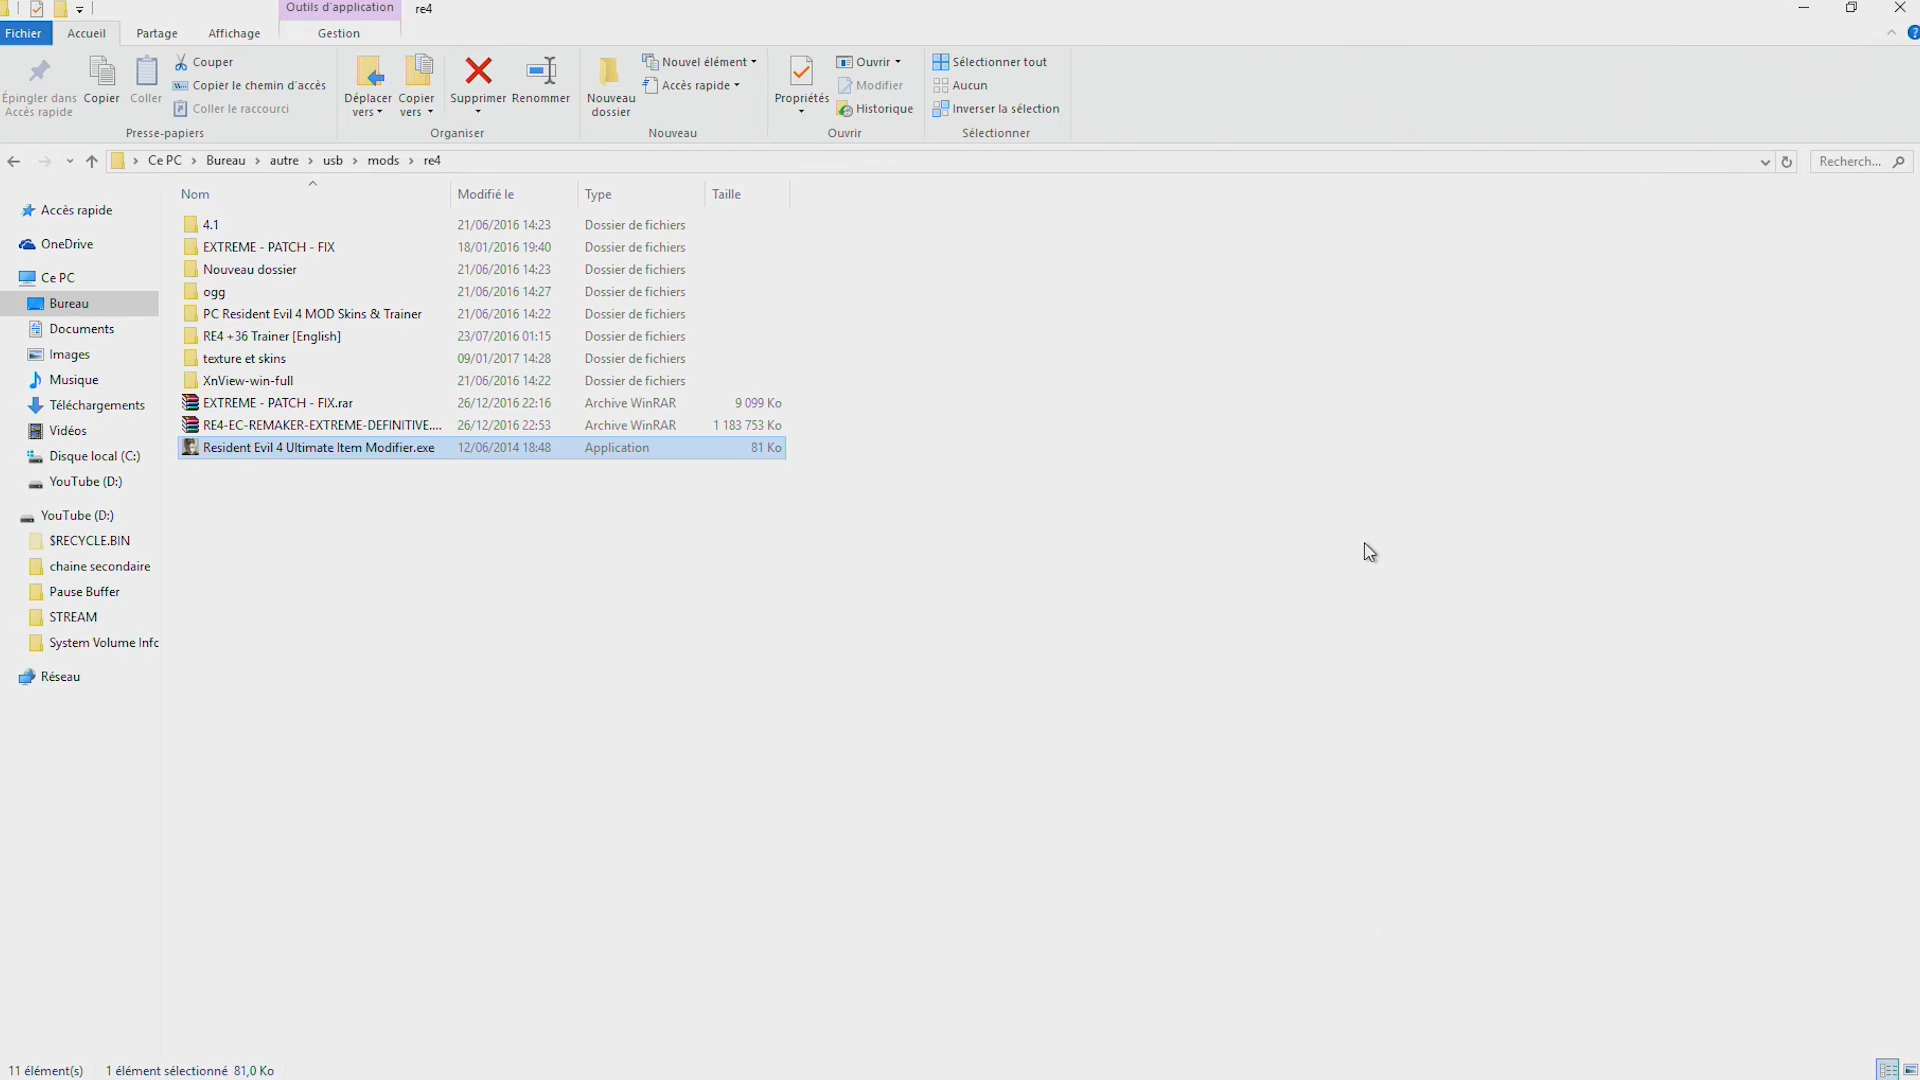 Outils d'application re4
Fichier Accueil Partage Affichage Gestion
Épingler dans Accès rapide
Copier
Coller
Couper
Copier le chemin d'accès
Coller le raccourci
Presse-papiers
Déplacer vers
Copier vers
Supprimer
Renommer
Organiser
Nouveau dossier
Nouvel élément
Accès rapide
Nouveau
Propriétés
Ouvrir
Modifier
Historique
Ouvrir
Sélectionner tout
Aucun
Inverser la sélection
Sélectionner
Ce PC > Bureau > autre > usb > mods > re4
Recherch...
Accès rapide
OneDrive
Ce PC
Bureau
Documents
Images
Musique
Téléchargements
Vidéos
Disque local (C:)
YouTube (D:)
YouTube (D:)
$RECYCLE.BIN
chaine secondaire
Pause Buffer
STREAM
System Volume Info
Réseau
Nom Modifié le Type Taille
4.1 21/06/2016 14:23 Dossier de fichiers
EXTREME - PATCH - FIX 18/01/2016 19:40 Dossier de fichiers
Nouveau dossier 21/06/2016 14:23 Dossier de fichiers
ogg 21/06/2016 14:27 Dossier de fichiers
PC Resident Evil 4 MOD Skins & Trainer 21/06/2016 14:22 Dossier de fichiers
RE4 +36 Trainer [English] 23/07/2016 01:15 Dossier de fichiers
texture et skins 09/01/2017 14:28 Dossier de fichiers
XnView-win-full 21/06/2016 14:22 Dossier de fichiers
EXTREME - PATCH - FIX.rar 26/12/2016 22:16 Archive WinRAR 9 099 Ko
RE4-EC-REMAKER-EXTREME-DEFINITIVE.... 26/12/2016 22:53 Archive WinRAR 1 183 753 Ko
Resident Evil 4 Ultimate Item Modifier.exe 12/06/2014 18:48 Application 81 Ko
11 élément(s) 1 élément sélectionné 81,0 Ko